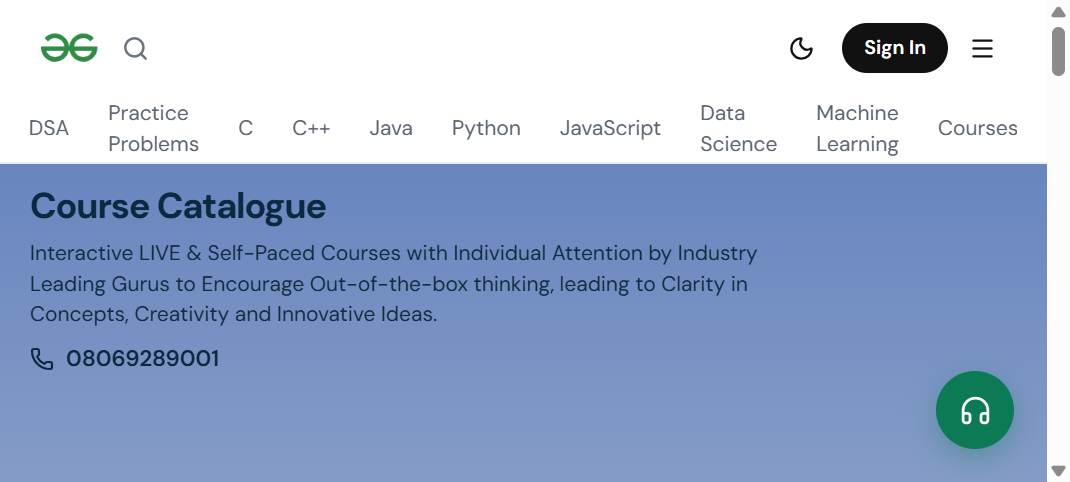 Sign In
DSA
Practice
Problems
C
C++
Java
Python
JavaScript
Data
Science
Machine
Learning
Courses
Course Catalogue
Interactive LIVE & Self-Paced Courses with Individual Attention by Industry
Leading Gurus to Encourage Out-of-the-box thinking, leading to Clarity in
Concepts, Creativity and Innovative Ideas.
08069289001